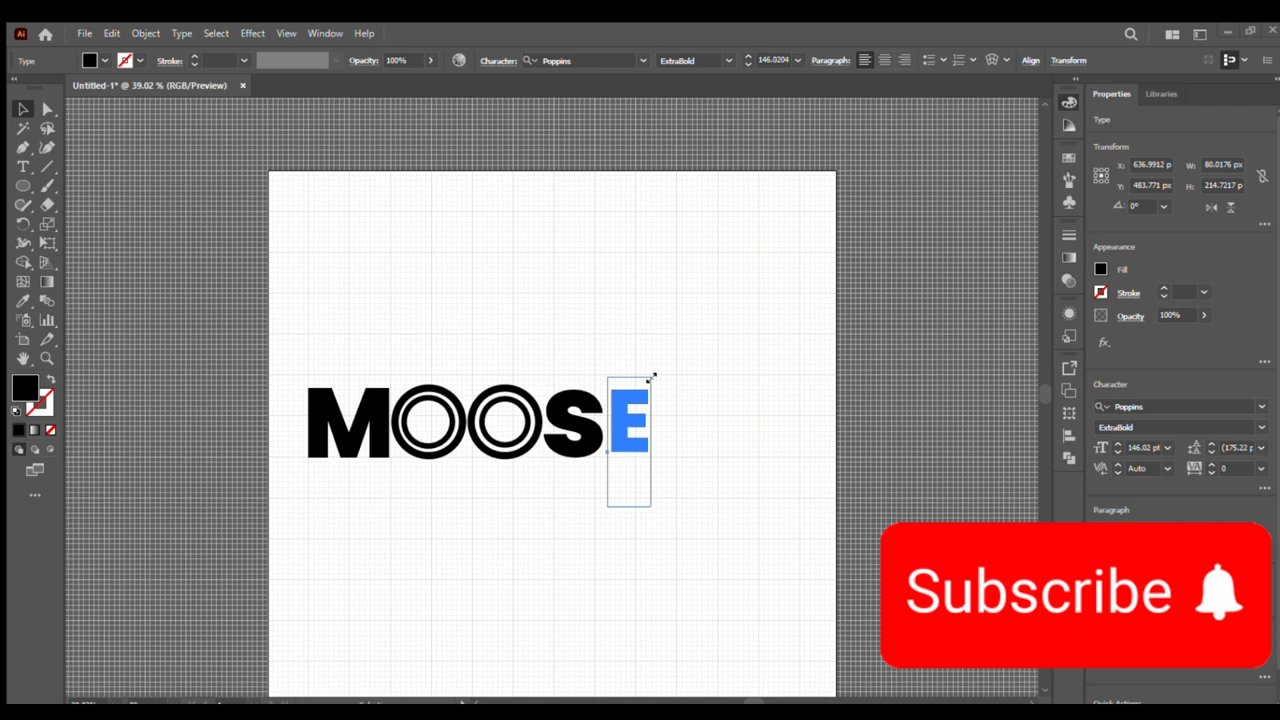 Ai File Edit Object Type Select Effect View Window Help
Type Stroke: Opacity: 100% Character: Poppins ExtraBold 146.0204 Paragraph: Align Transform
Untitled-1* @ 39.02 % (RGB/Preview) ×
Properties Libraries
Type
Transform
X: 636.9912 p W: 80.0176 px
Y: 483.771 px H: 214.7217 p
0°
Appearance
Fill
Stroke
Opacity 100%
fx.
Character
Poppins
ExtraBold
146.02 pt (175.22 p
Auto 0
Paragraph
MOOSE
Subscribe